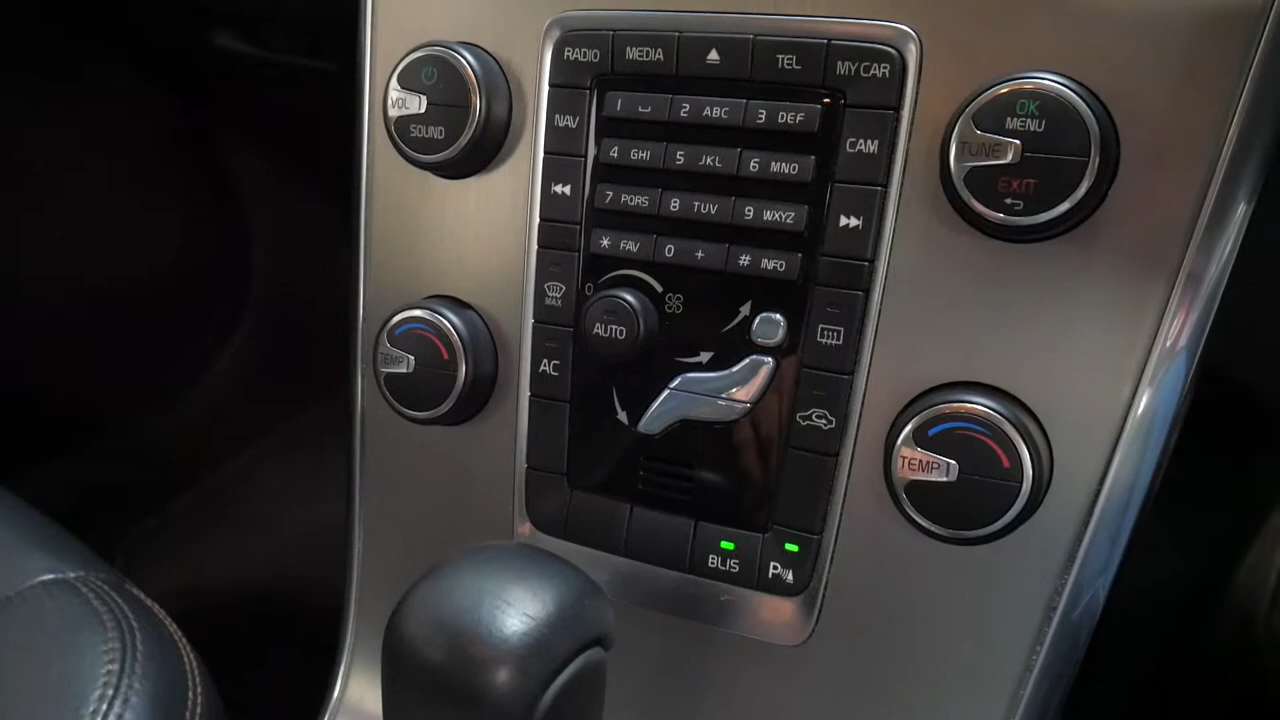 RADIO MEDIA TEL MY CAR
VOL
SOUND
NAV
1 2 ABC 3 DEF
CAM
OK
MENU
TUNE
EXIT
4 GHI 5 JKL 6 MNO
7 PQRS 8 TUV 9 WXYZ
* FAV 0 + # INFO
MAX
0
AUTO
TEMP
AC
TEMP
BLIS
P